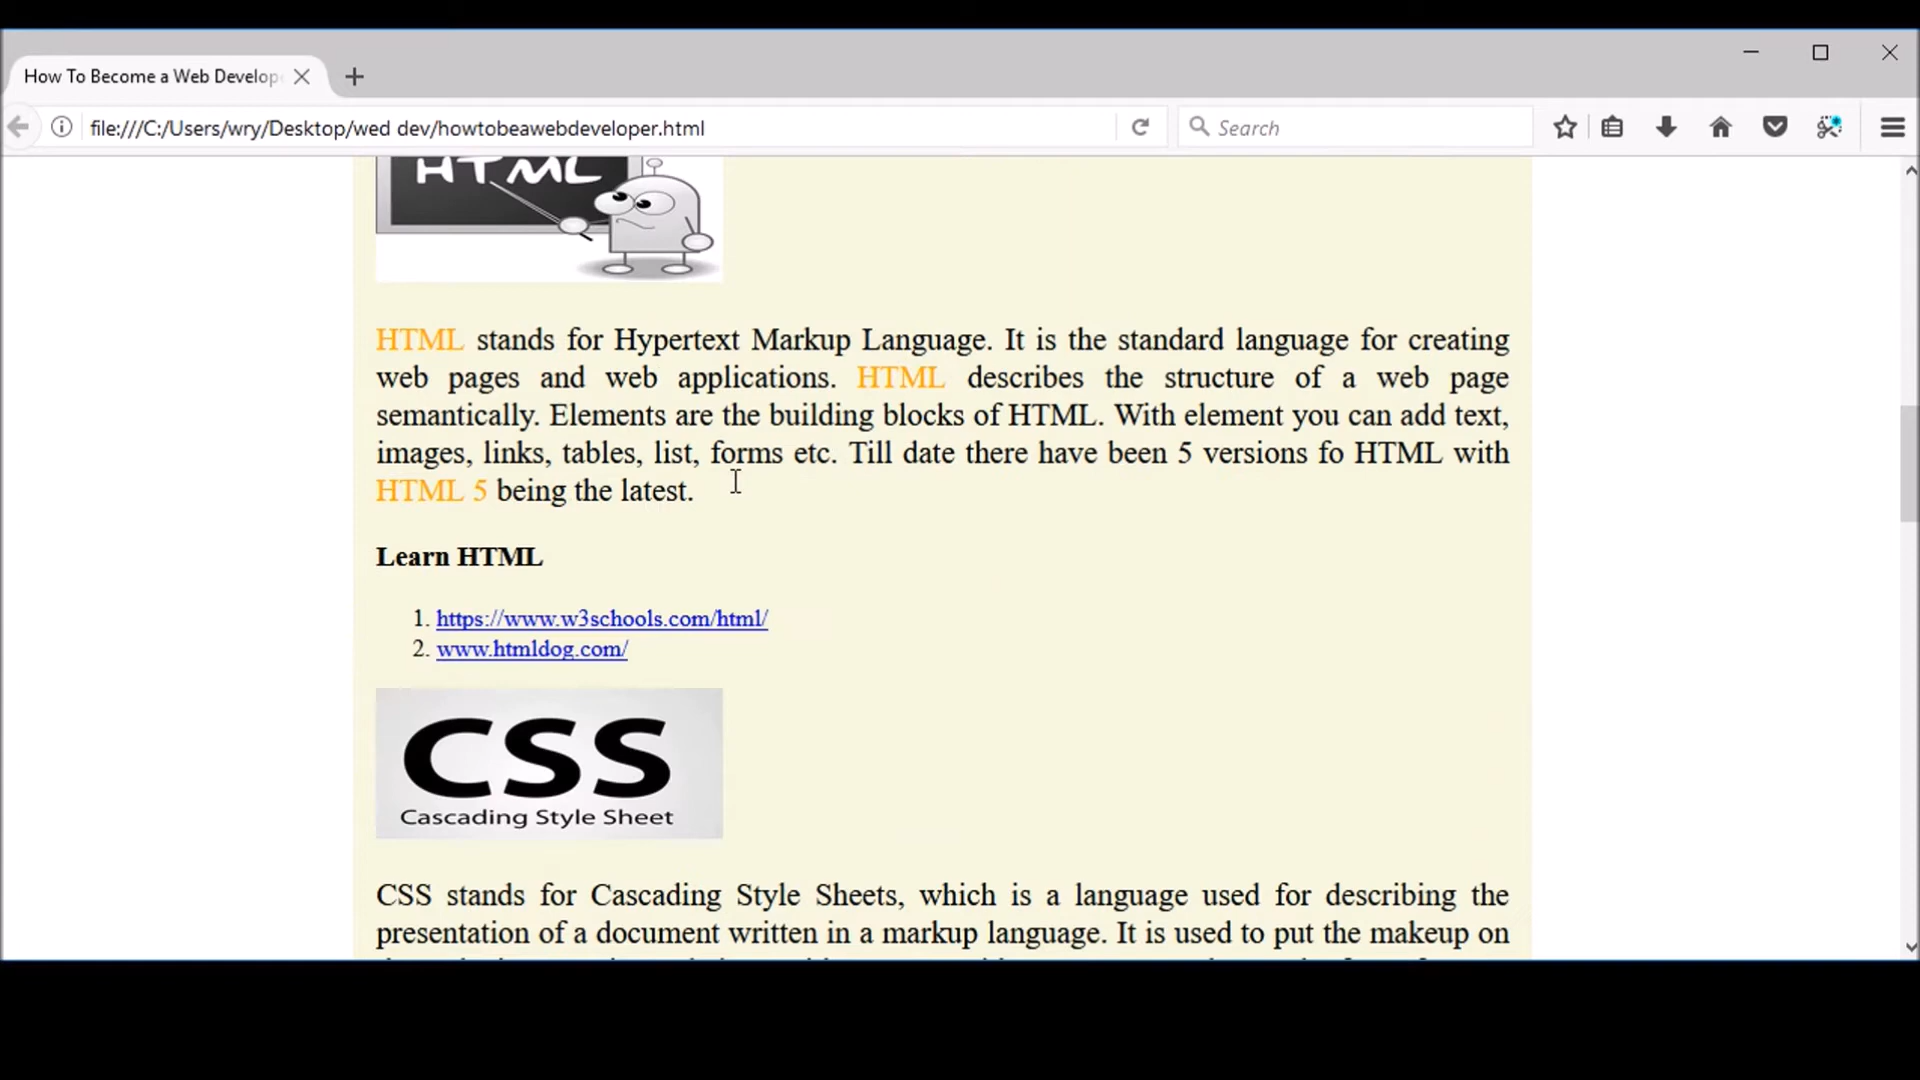 How To Become a Web Develop
file:///C:/Users/wry/Desktop/wed dev/howtobeawebdeveloper.html
Search
HTML
HTML stands for Hypertext Markup Language. It is the standard language for creating
web pages and web applications. HTML describes the structure of a web page
semantically. Elements are the building blocks of HTML. With element you can add text,
images, links, tables, list, forms etc. Till date there have been 5 versions fo HTML with
HTML 5 being the latest.
Learn HTML
1. https://www.w3schools.com/html/
2. www.htmldog.com/
CSS
Cascading Style Sheet
CSS stands for Cascading Style Sheets, which is a language used for describing the
presentation of a document written in a markup language. It is used to put the makeup on